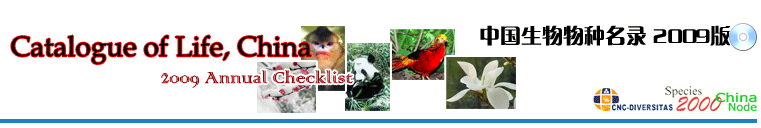 Catalogue of Life, China
2009 Annual Checklist
中国生物物种名录 2009版
CNC-DIVERSITAS
Species 2000 China Node